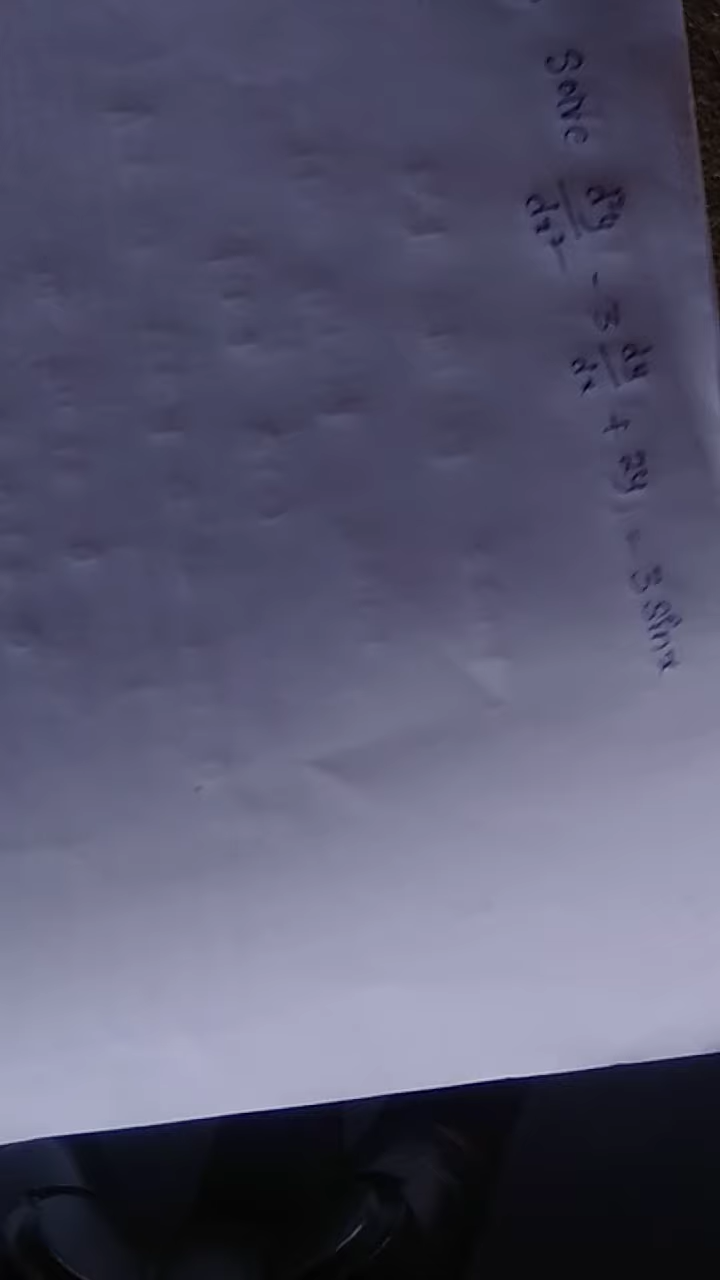 Solve d²y/dx² - 3 dy/dx + 2y = 3 sinx